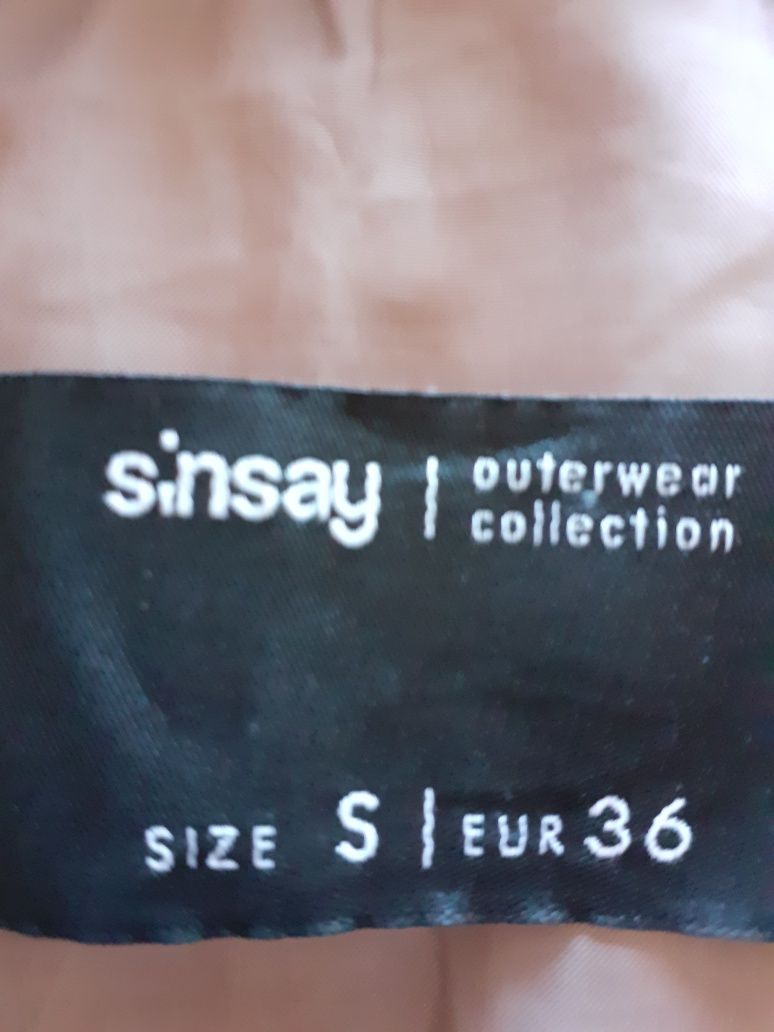 sinsay | outerwear
collection
SIZE S | EUR 36